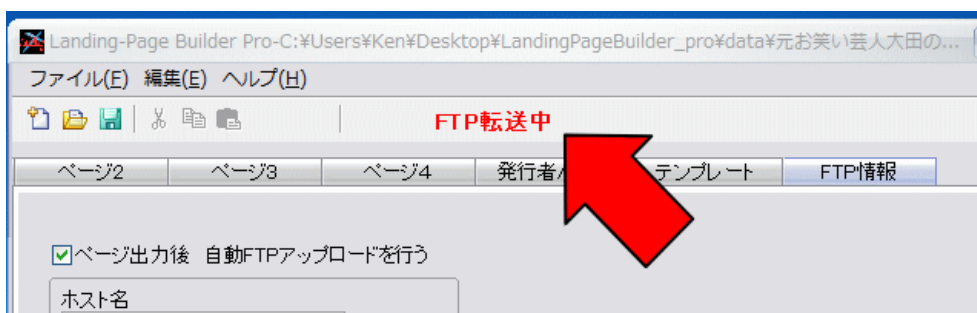 Landing-Page Builder Pro-C:¥Users¥Ken¥Desktop¥LandingPageBuilder_pro¥data¥元お笑い芸人大田の...
ファイル(F) 編集(E) ヘルプ(H)
FTP転送中
ページ2 ページ3 ページ4 発行者/ テンプレート FTP情報
ページ出力後 自動FTPアップロードを行う
ホスト名